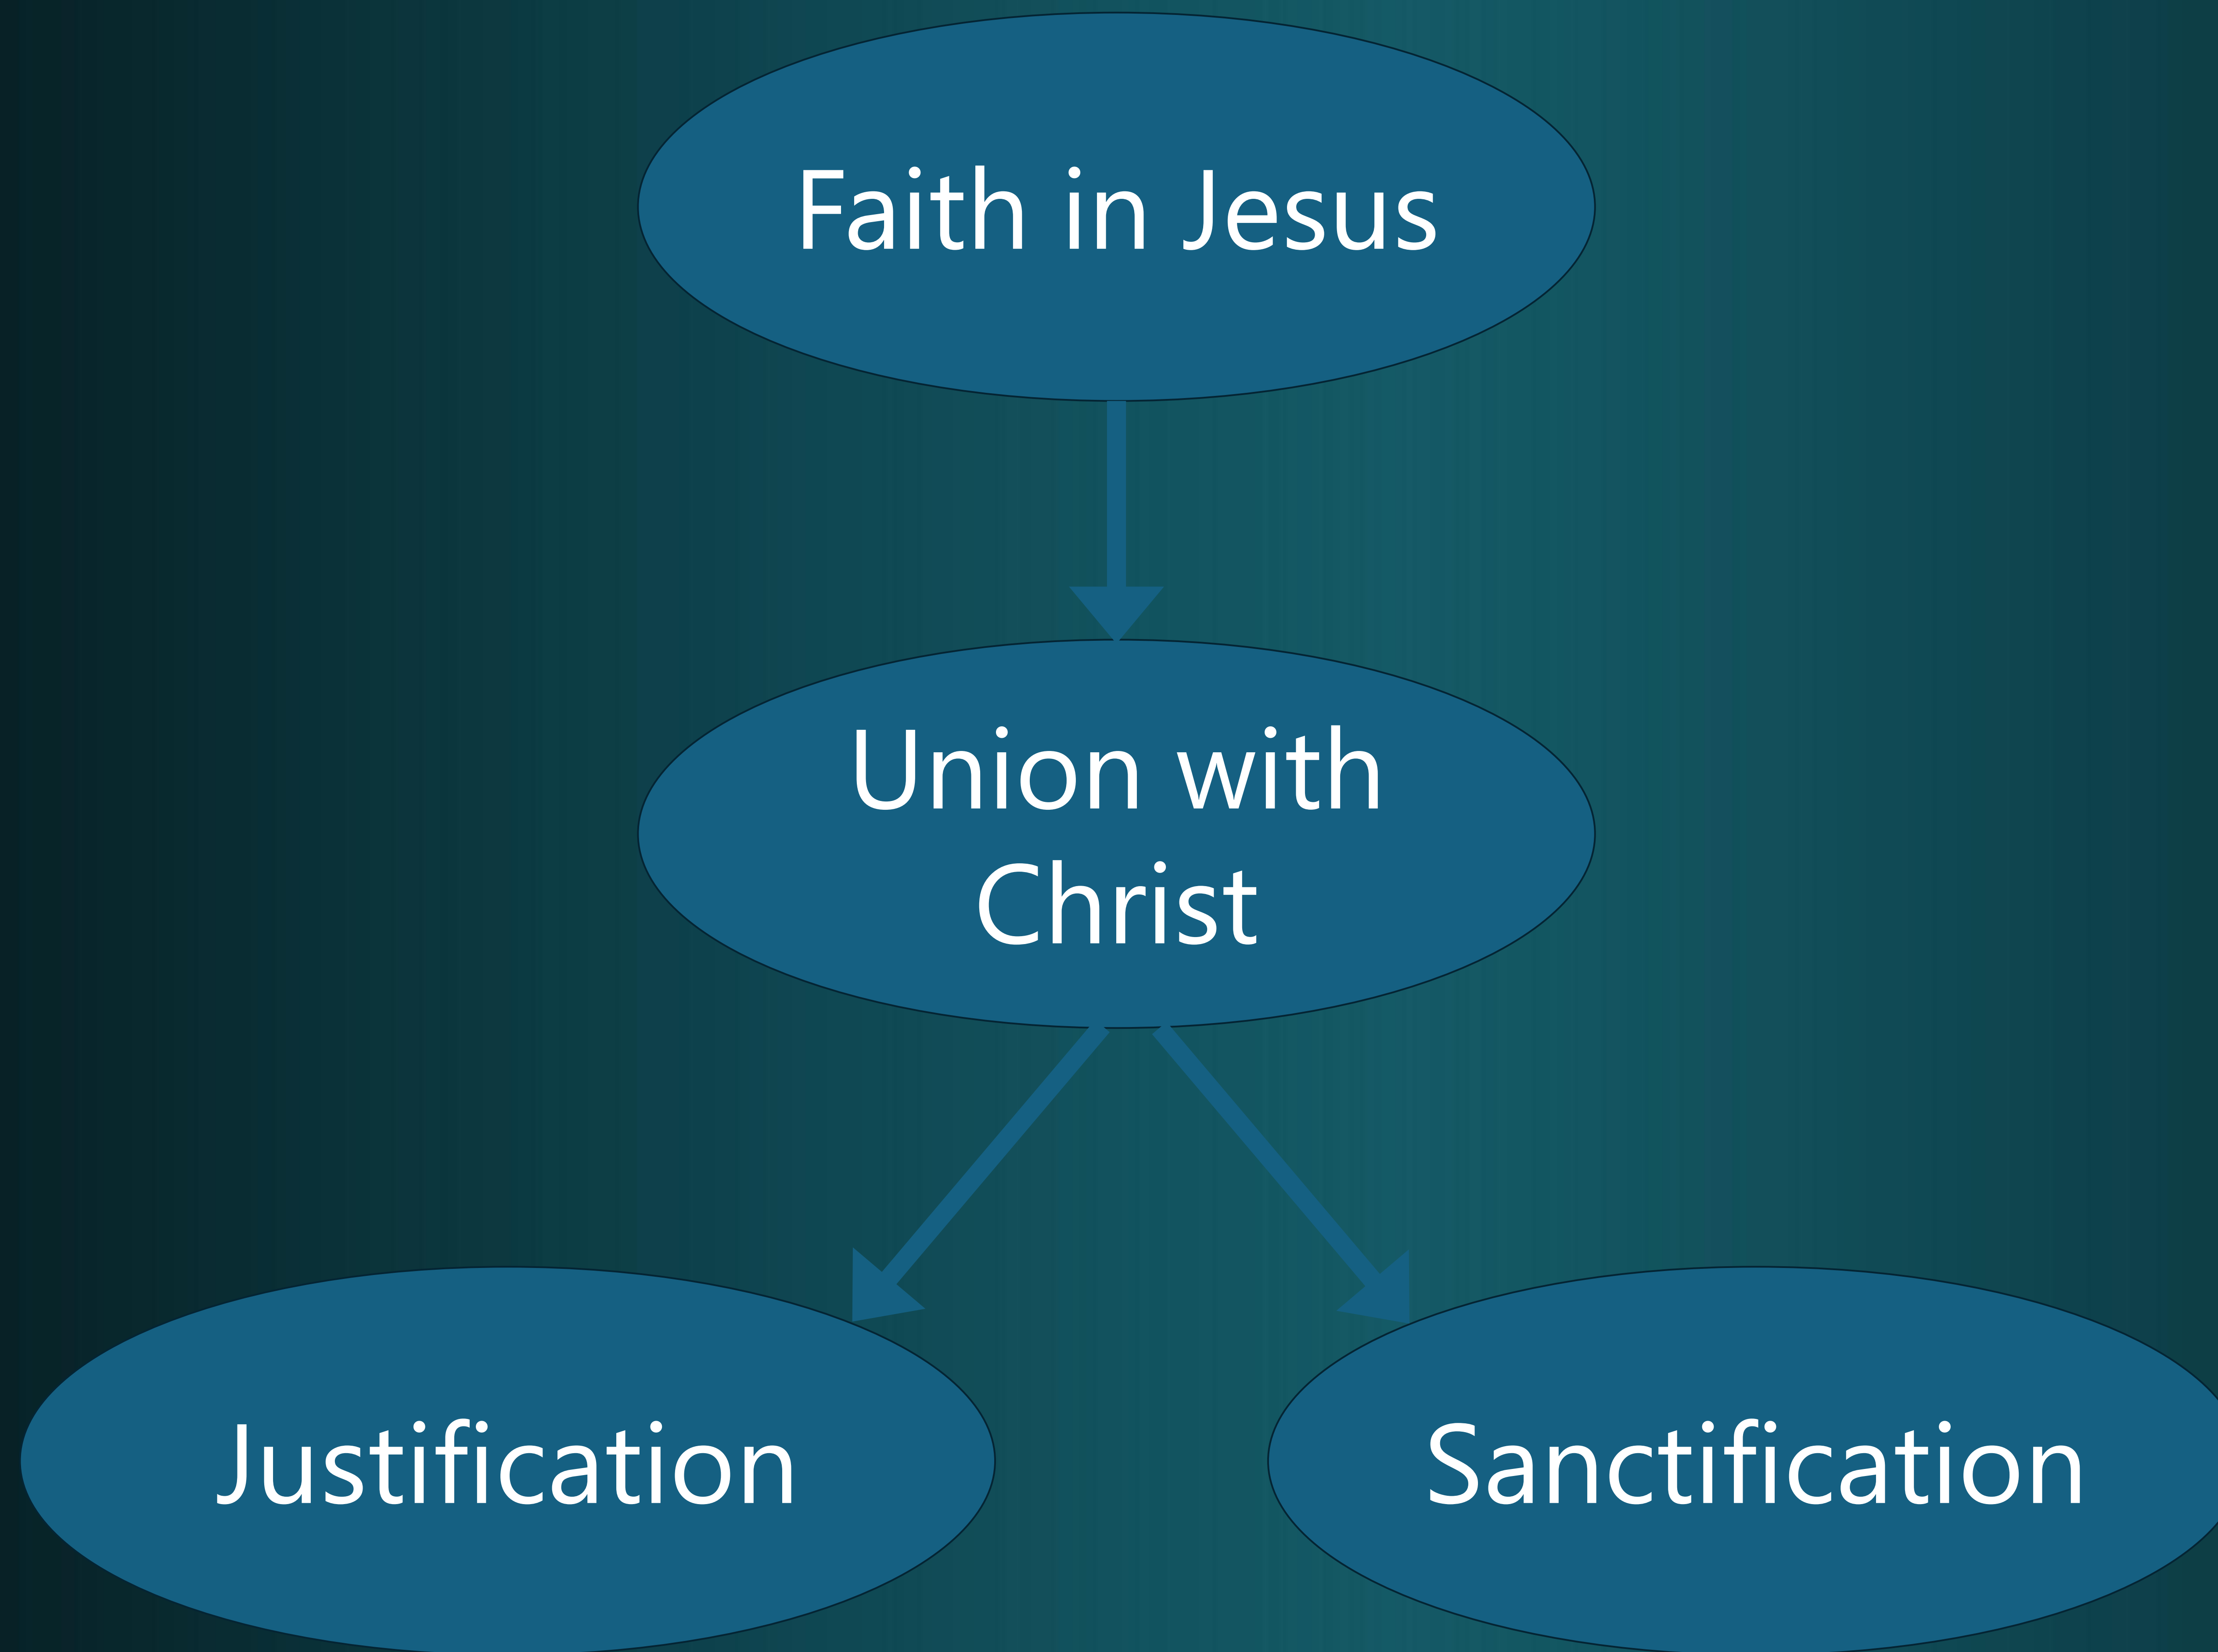 Faith in Jesus
Union with
Christ
Justification
Sanctification